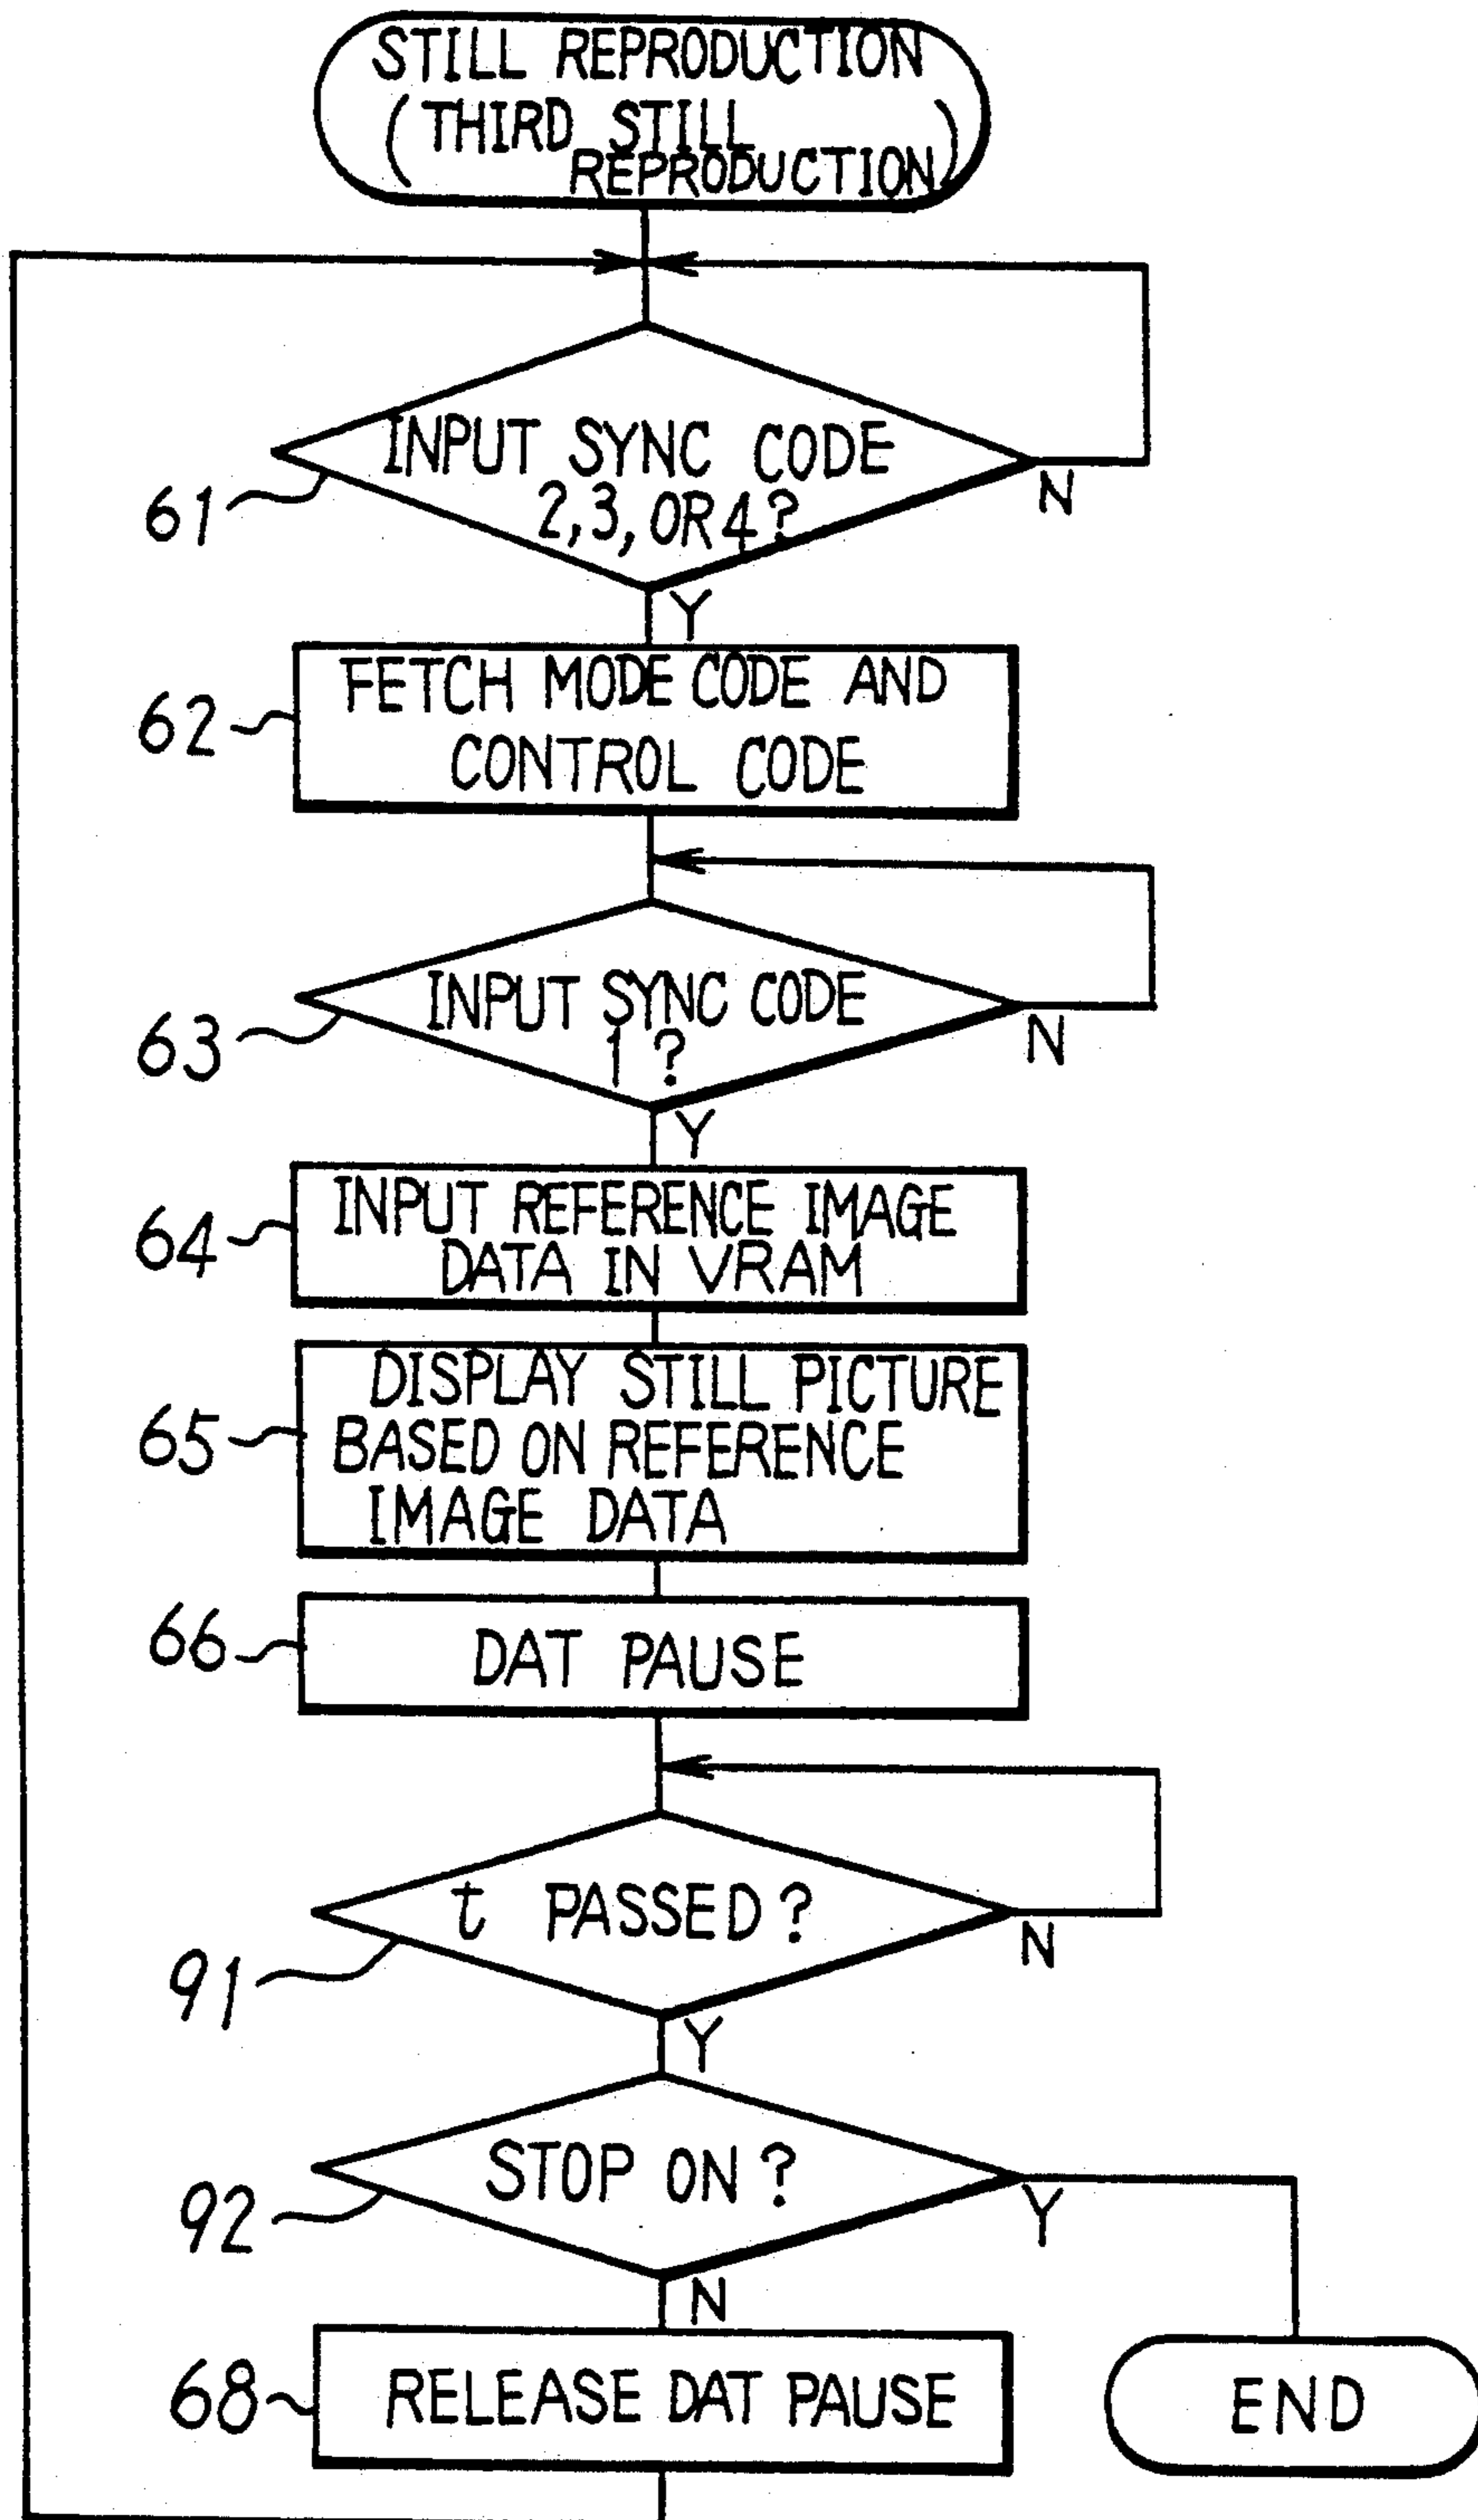 STILL REPRODUCTION
(THIRD STILL
REPRODUCTION)
INPUT SYNC CODE
2,3, OR 4?
61
N
Y
FETCH MODE CODE AND
CONTROL CODE
62
INPUT SYNC CODE
1?
63
N
Y
INPUT REFERENCE IMAGE
DATA IN VRAM
64
DISPLAY STILL PICTURE
BASED ON REFERENCE
IMAGE DATA
65
66
DAT PAUSE
t PASSED?
N
91
Y
STOP ON?
92
Y
N
68
RELEASE DAT PAUSE
END